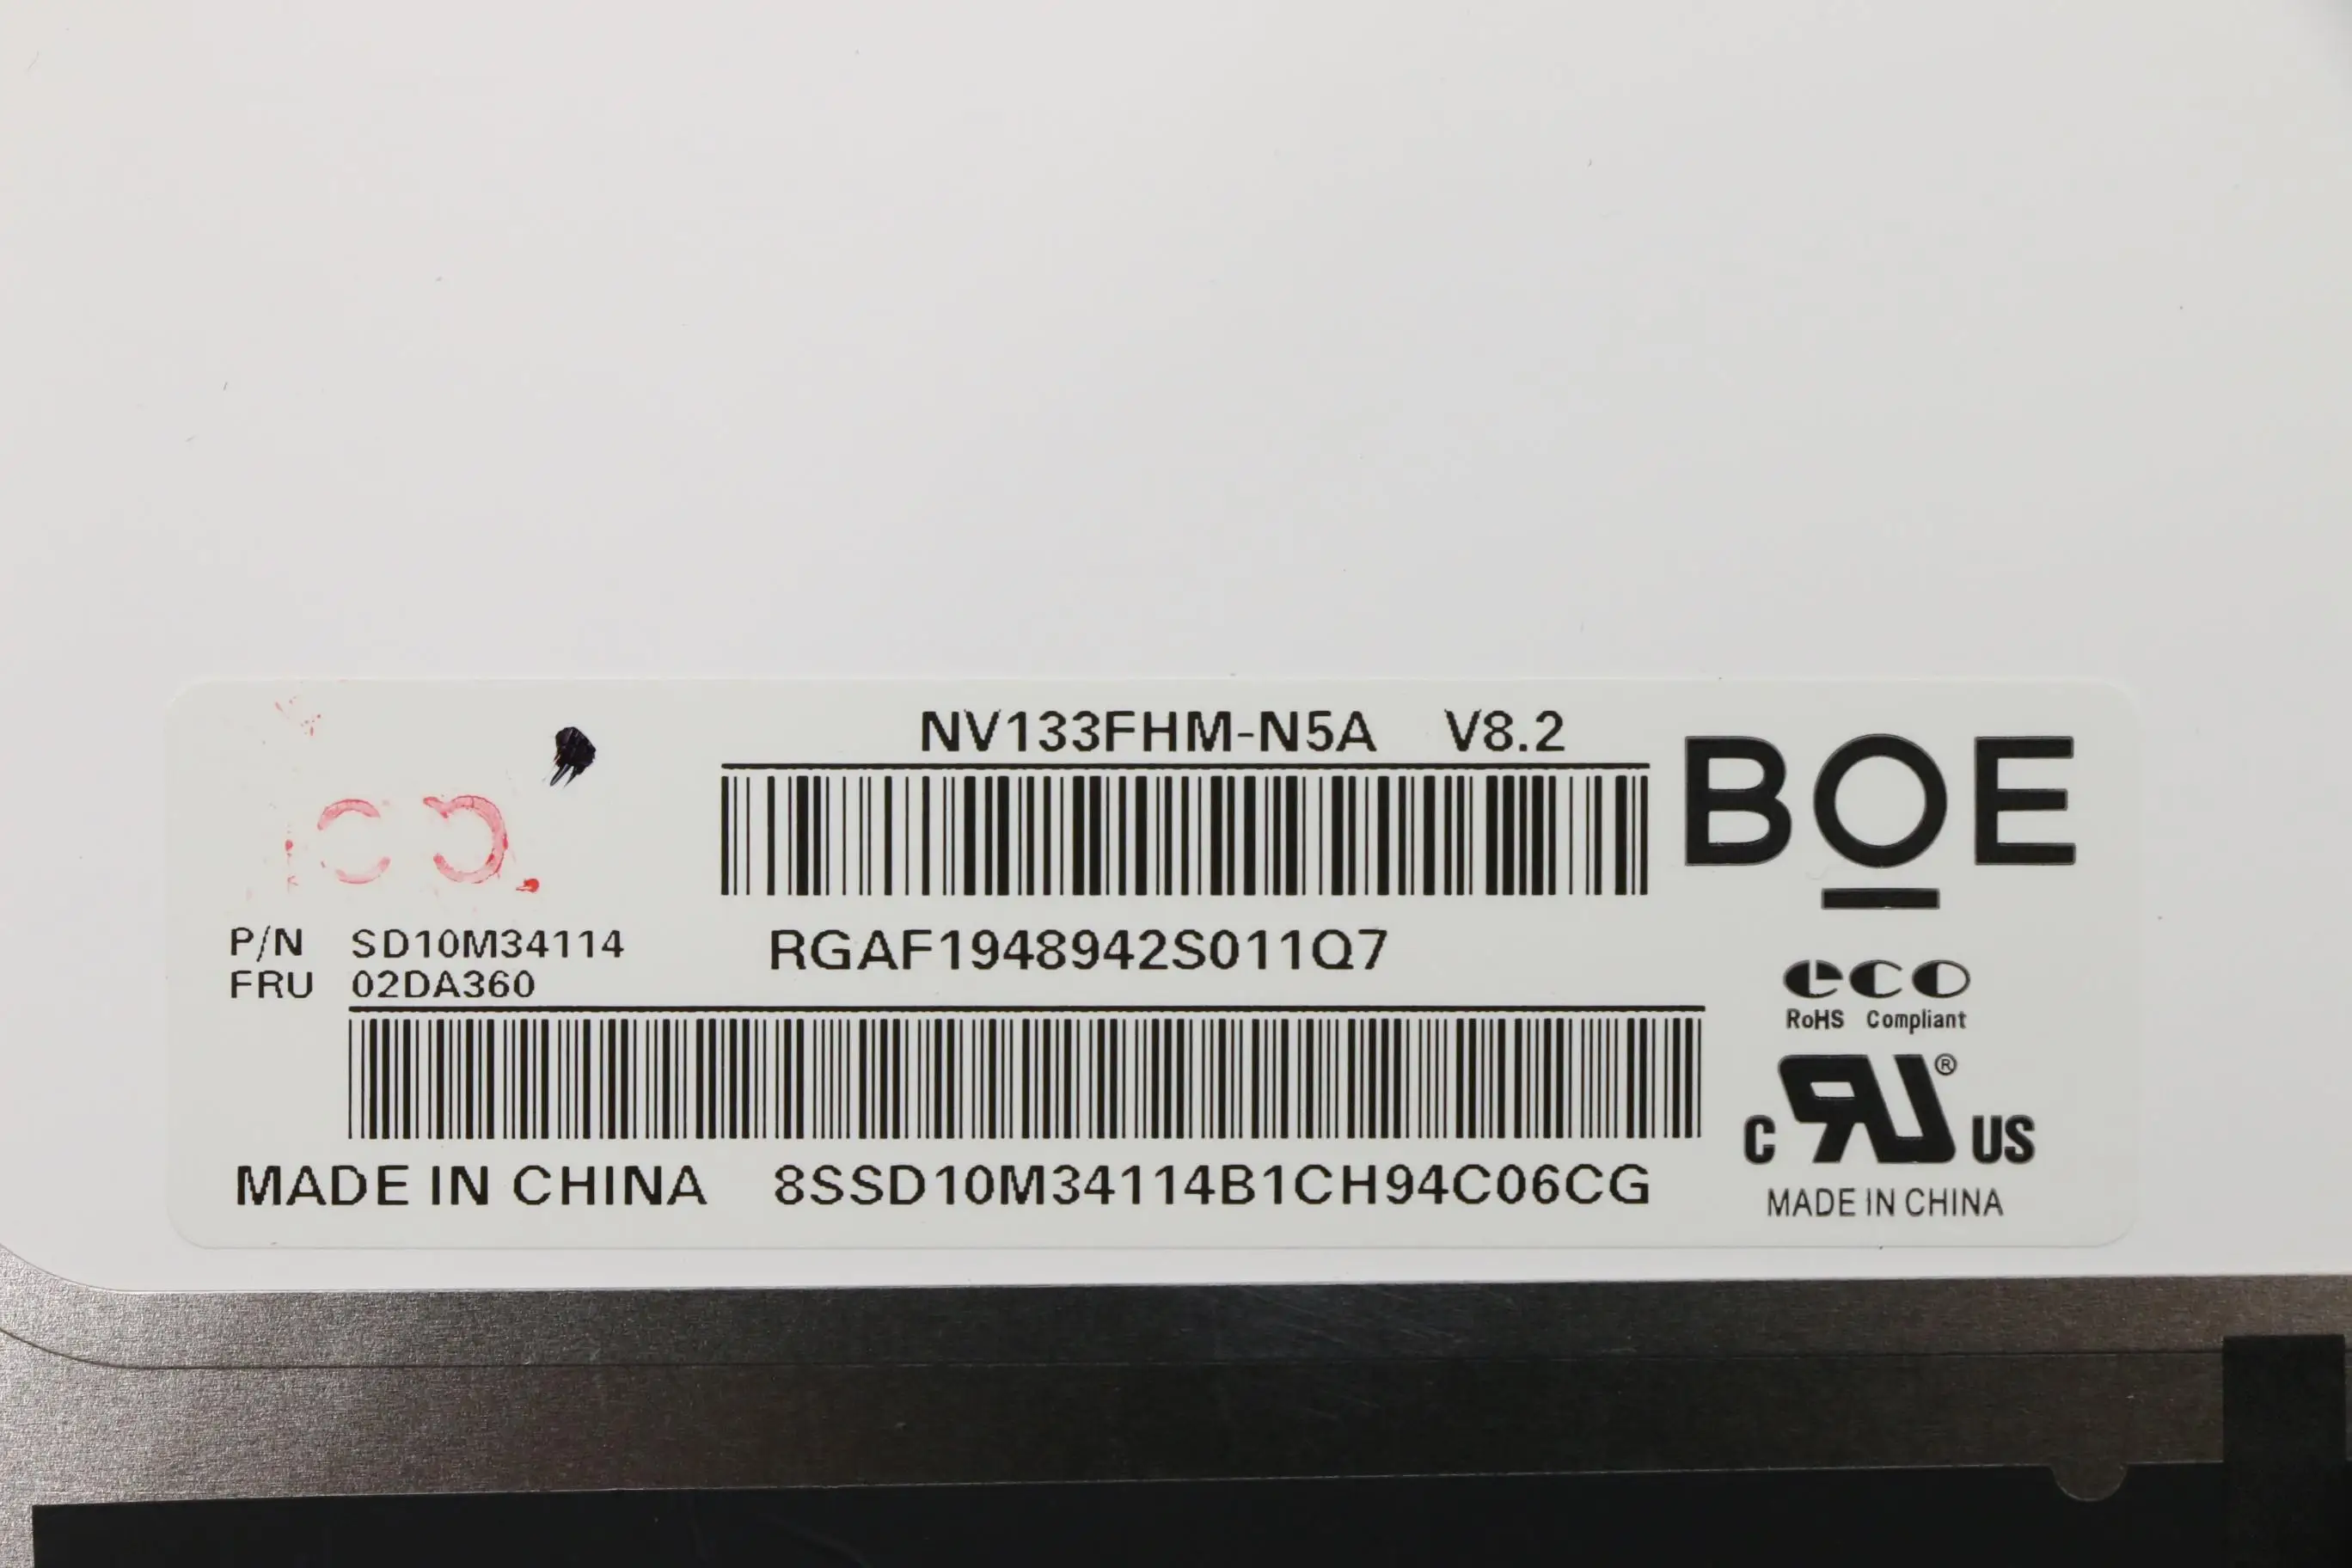 NV133FHM-N5A V8.2
BOE
P/N SD10M34114
RGAF1948942S011Q7
FRU 02DA360
eco
RoHS Compliant
c RU ® US
MADE IN CHINA 8SSD10M34114B1CH94C06CG
MADE IN CHINA